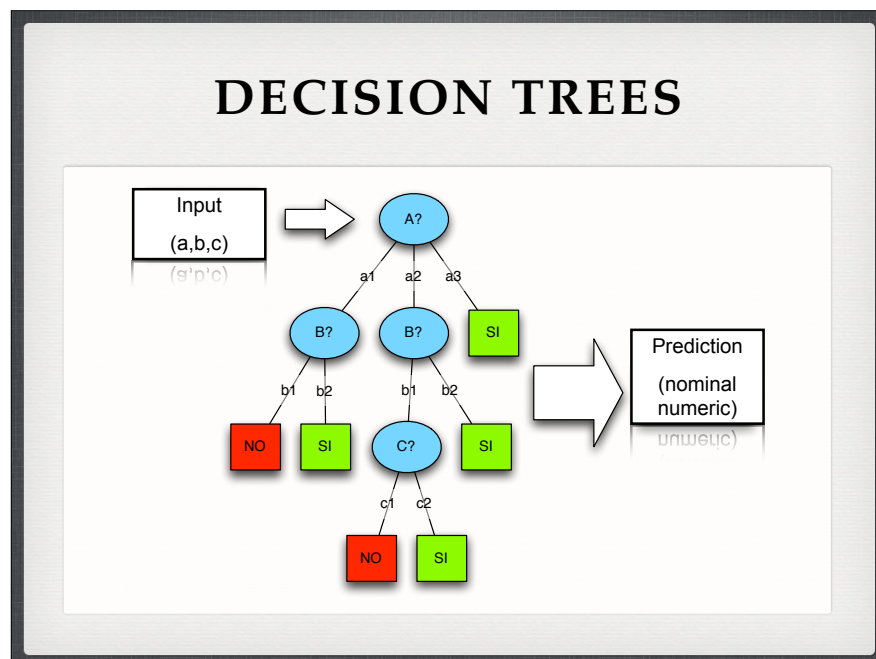 DECISION TREES
Input
(a,b,c)
A?
a1
a2
a3
B?
B?
SI
b1
b2
b1
b2
NO
SI
C?
SI
c1
c2
NO
SI
Prediction
(nominal
numeric)